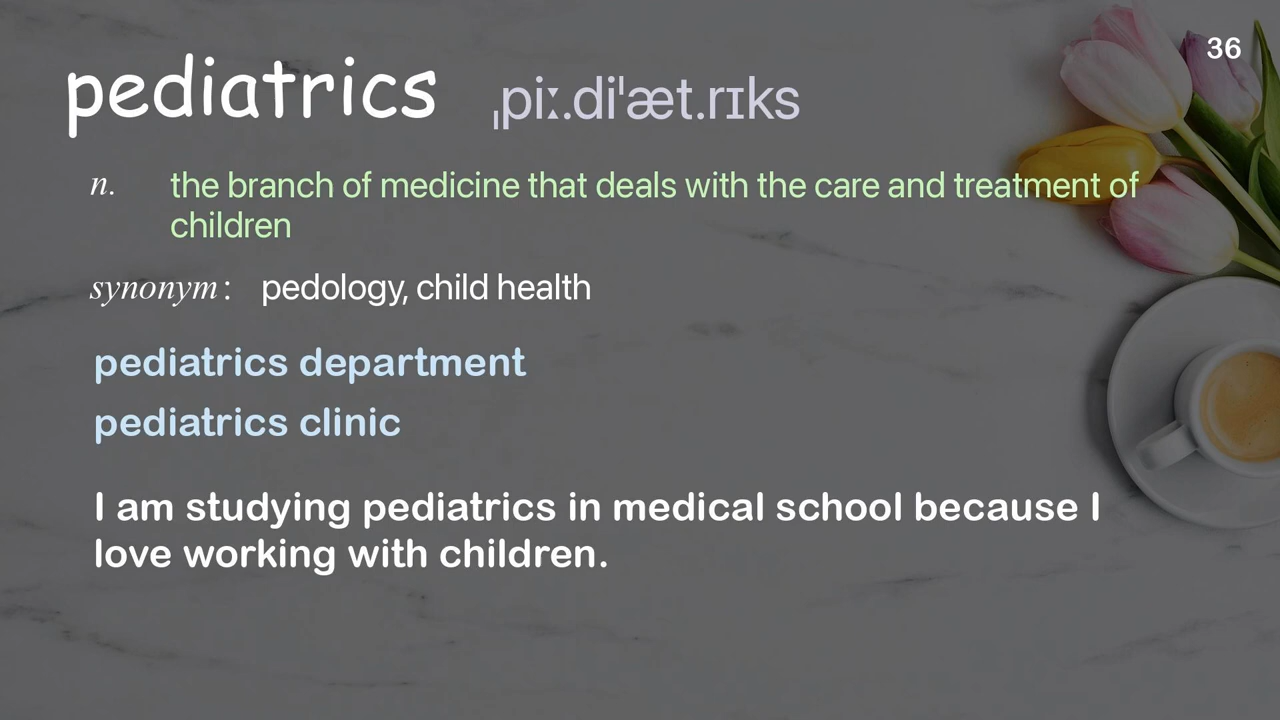 36
pediatrics ˌpiː.diˈæt.rɪks
n. the branch of medicine that deals with the care and treatment of
children
synonym : pedology, child health
pediatrics department
pediatrics clinic
I am studying pediatrics in medical school because I
love working with children.